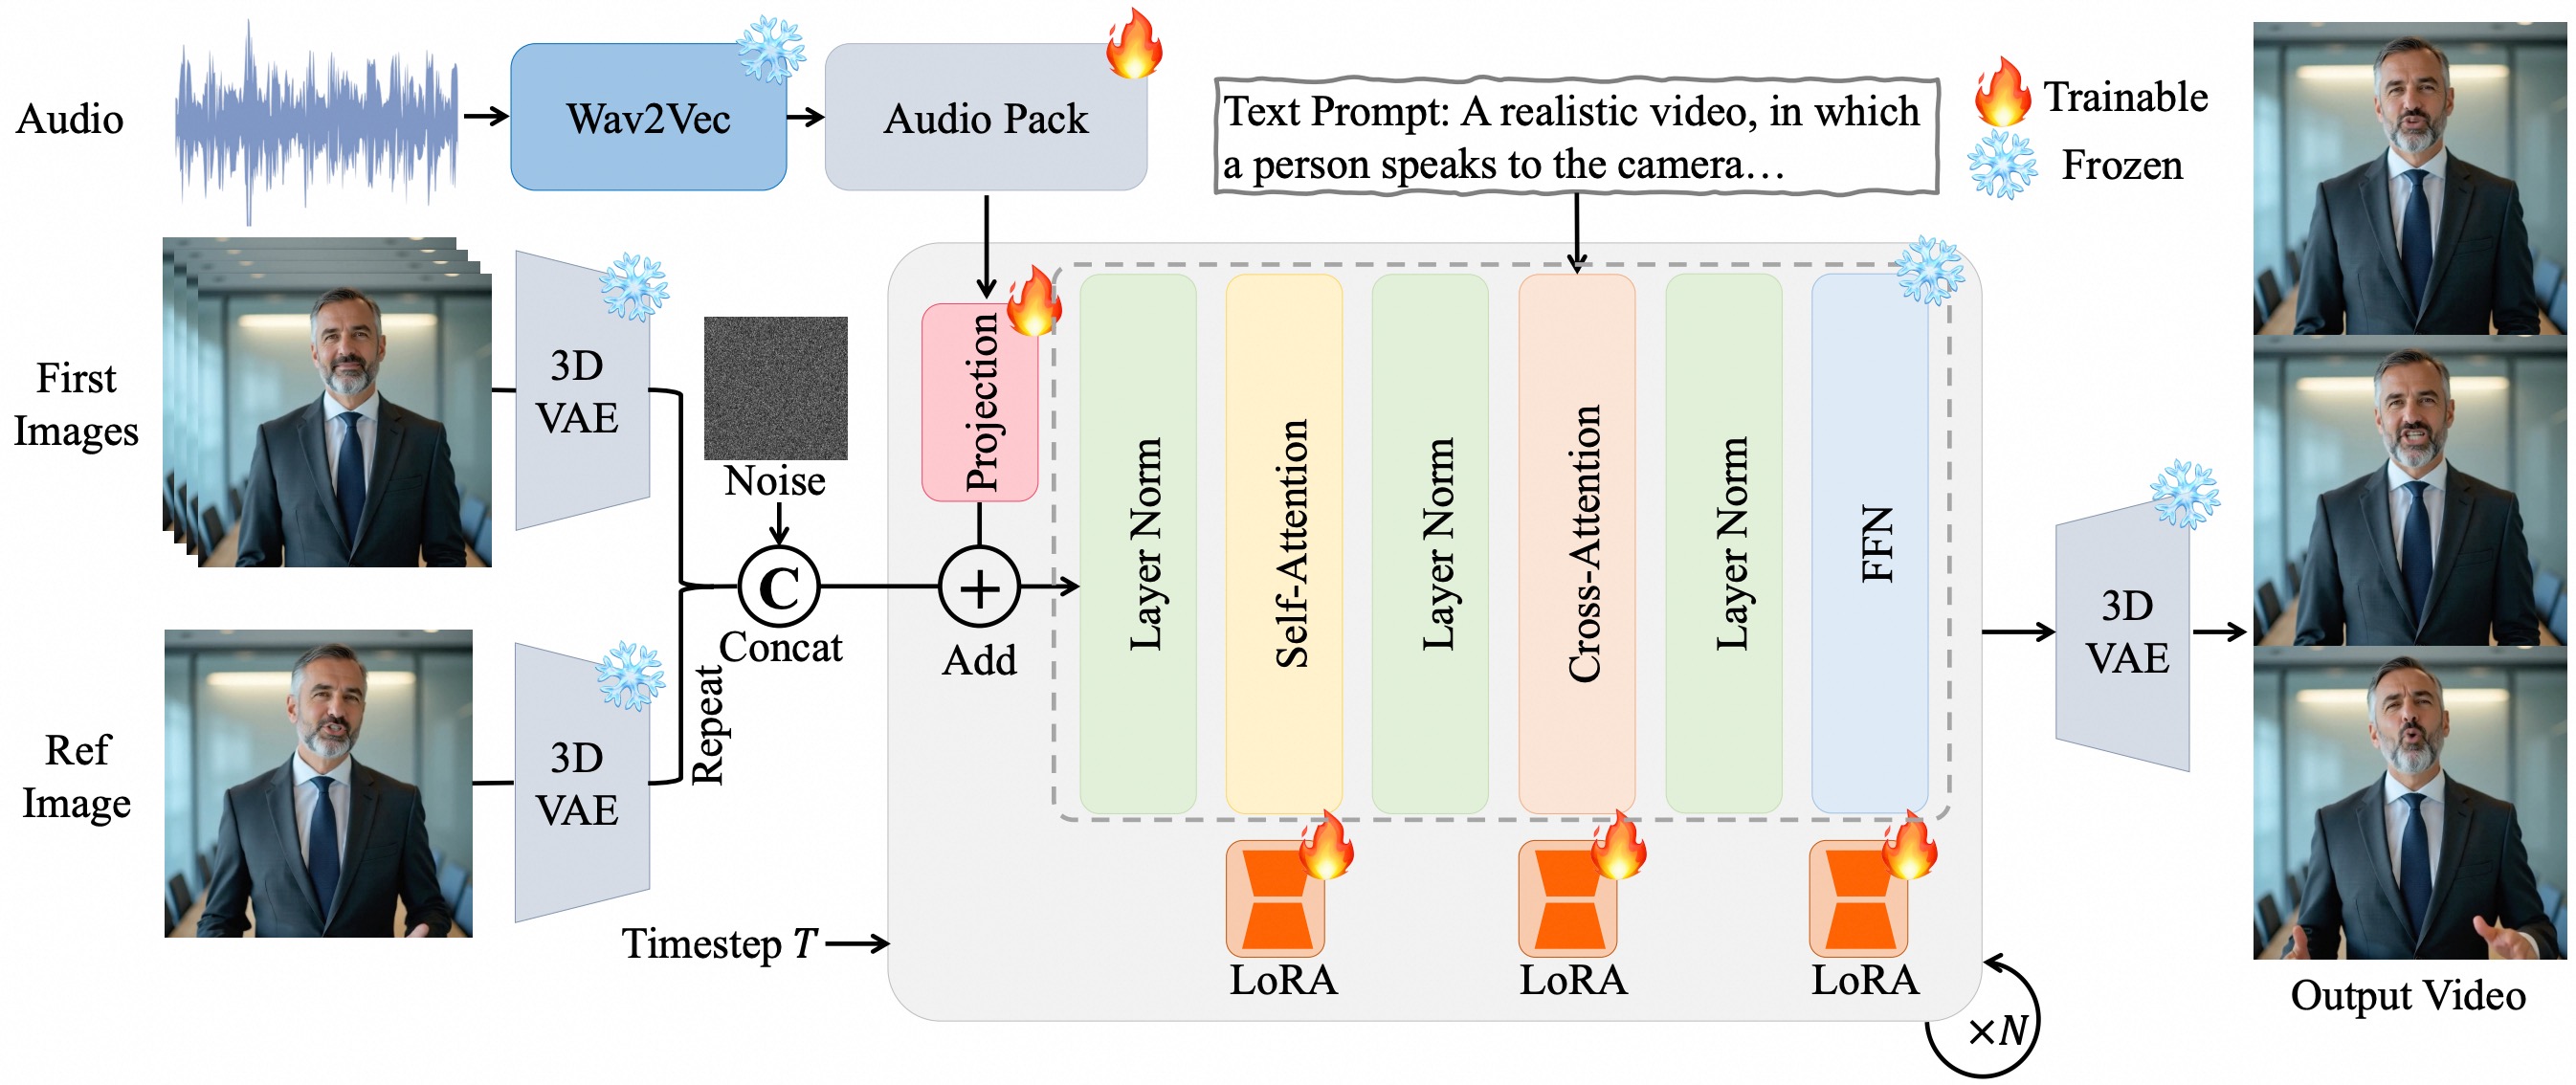 Audio
Wav2Vec
Audio Pack
Text Prompt: A realistic video, in which
a person speaks to the camera…
Trainable
Frozen
First
Images
3D
VAE
Noise
C
Concat
Repeat
Ref
Image
3D
VAE
Timestep T
Projection
+
Add
Layer Norm
Self-Attention
Layer Norm
Cross-Attention
Layer Norm
FFN
LoRA
LoRA
LoRA
×N
3D
VAE
Output Video